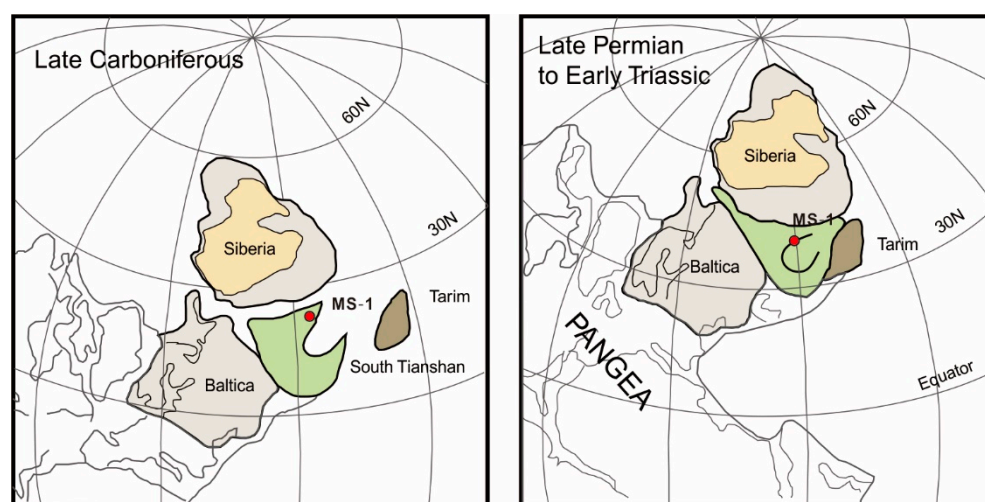 Late Carboniferous
60N
30N
Siberia
Tarim
MS-1
South Tianshan
Baltica
Late Permian
to Early Triassic
60N
Siberia
30N
MS-1
Tarim
Baltica
PANGEA
Equator